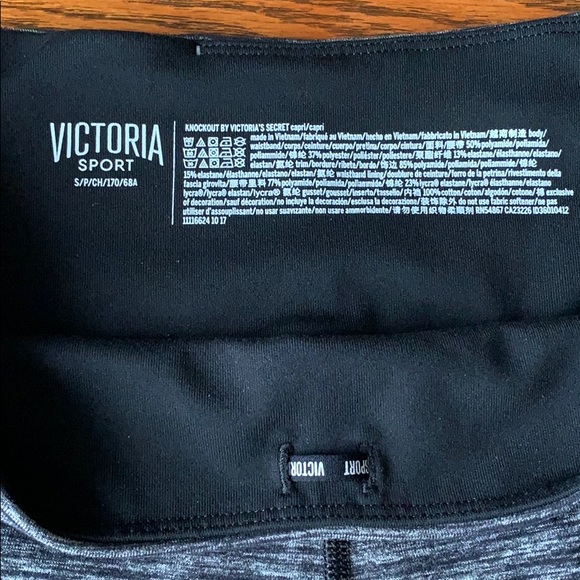 VICTORIA
SPORT
S/P/CH/170/68A
KNOCKOUT BY VICTORIA'S SECRET capri/capri
made in Vietnam/fabriqué au Vietnam/hecho en Vietnam/fabbricato in Vietnam/越南制造 body/
waistband/corps/ceinture/cuerpo/pretina/corpo/cintura/面料/腰带 50% polyamide/polyamide/
poliammide/锦纶 37% polyester/poliéster/poliestere/聚酯纤维 13% elastane/élasthanne/elastano/
elastan/氨纶 trim/bordure/ribete/bordo/饰边 85% polyamide/polyamide/poliamida/poliammide/锦纶
15% elastane/élasthanne/elastano/elastan/氨纶 waistband lining/doublure de ceinture/forro de la pretina/rivestimento della
fascia girovita/腰带里料 77% polyamide/poliammide/锦纶 23% lycra® elastane/lycra® élasthanne/lycra® elastano
lycra® elastan/lycra® 氨纶 gusset/gousset/inserto/tassello/内裆 100% cotton/coton/algodón/cotone/棉 exclusive
of decoration/sauf décoration/no incluye la decoración/escluse decorazioni/装饰除外 do not use fabric softener/ne pas
utiliser d'assouplissant/no use suavizante/non usare ammorbidente/请勿使用织物柔顺剂 RN54867 CA23226 ID36010412
11116624 10 17
SPORT VICTOR